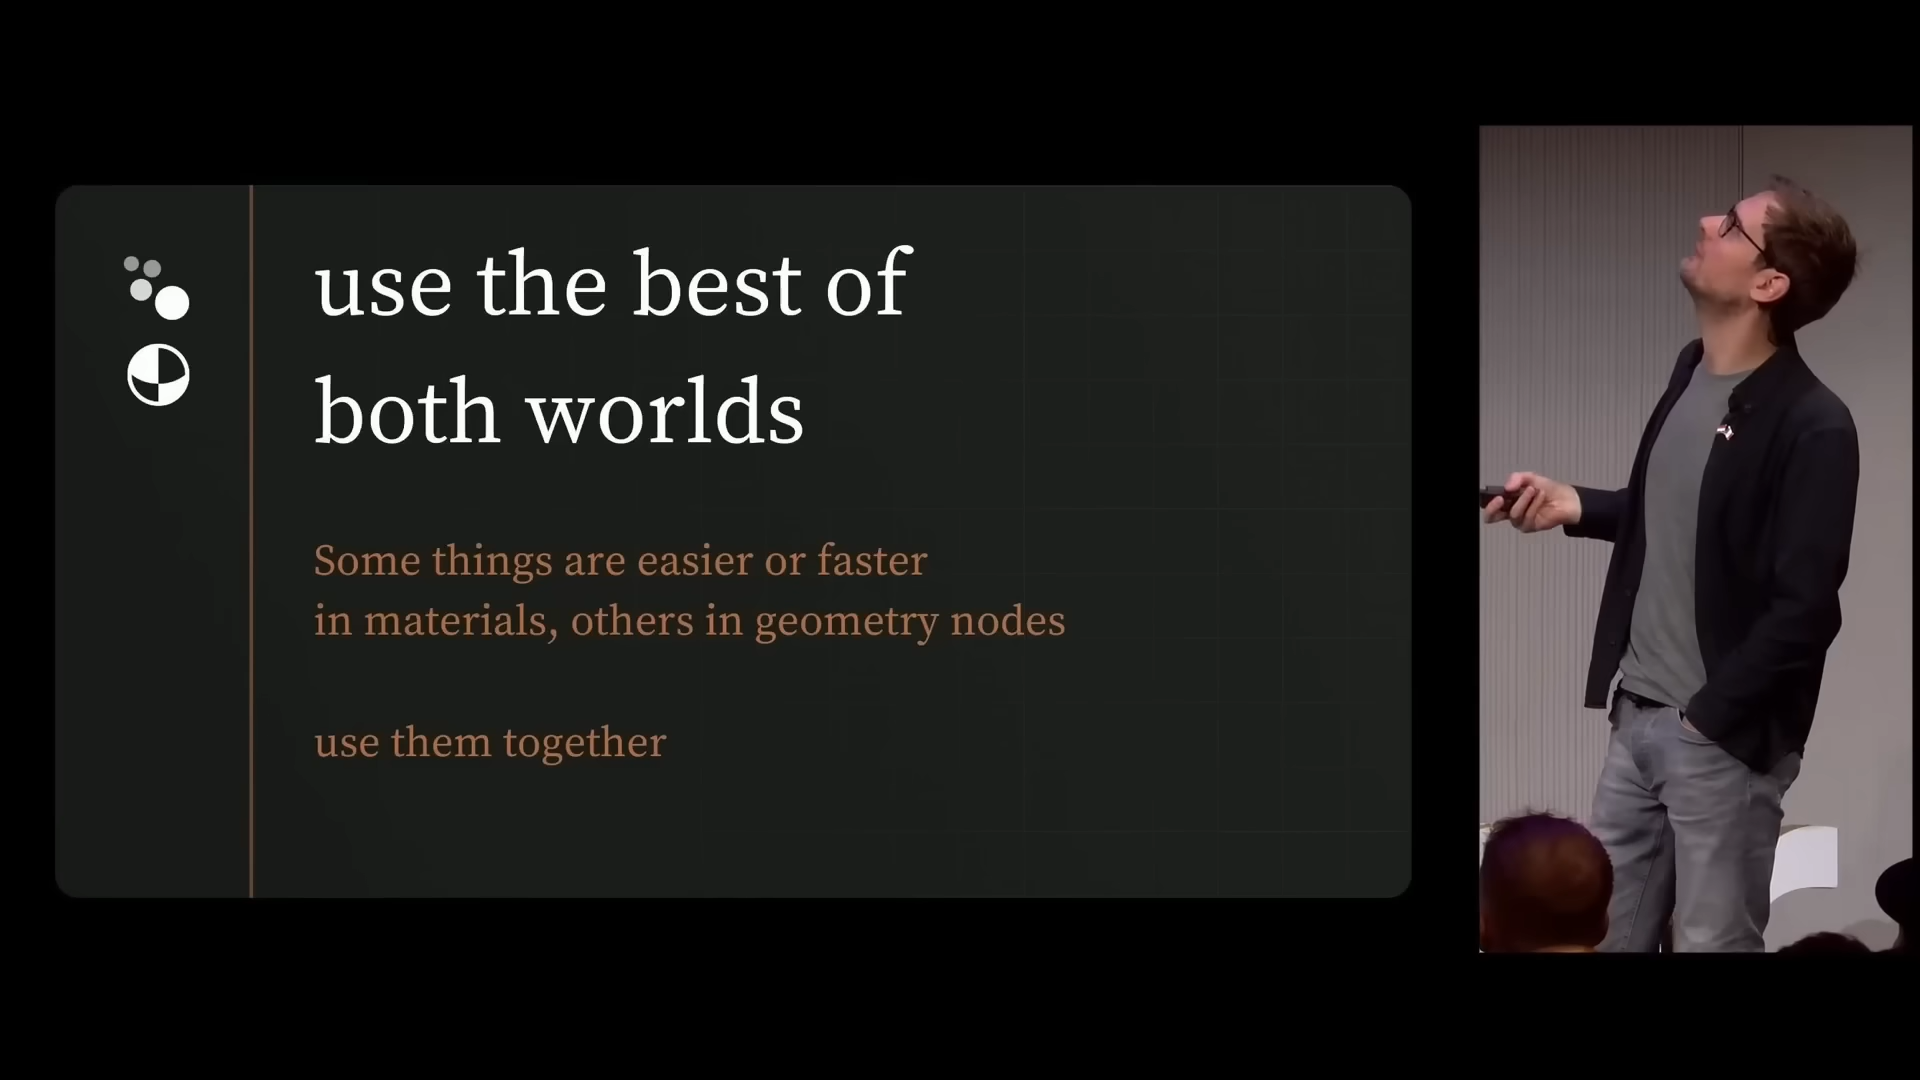 use the best of
both worlds
Some things are easier or faster
in materials, others in geometry nodes
use them together